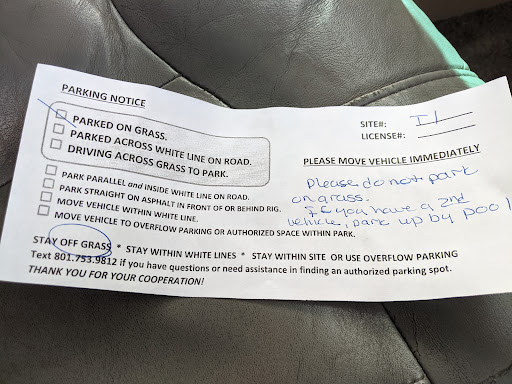 PARKING NOTICE
SITE#: I1
LICENSE#:
☐ PARKED ON GRASS.
☐ PARKED ACROSS WHITE LINE ON ROAD.
☐ DRIVING ACROSS GRASS TO PARK.
PLEASE MOVE VEHICLE IMMEDIATELY
☐ PARK PARALLEL and INSIDE WHITE LINE ON ROAD.
☐ PARK STRAIGHT ON ASPHALT IN FRONT OF OR BEHIND RIG.
☐ MOVE VEHICLE WITHIN WHITE LINE.
☐ MOVE VEHICLE TO OVERFLOW PARKING OR AUTHORIZED SPACE WITHIN PARK.
Please do not park
on grass.
If you have a 2nd
vehicle, park up by pool
STAY OFF GRASS * STAY WITHIN WHITE LINES * STAY WITHIN SITE OR USE OVERFLOW PARKING
Text 801.753.9812 if you have questions or need assistance in finding an authorized parking spot.
THANK YOU FOR YOUR COOPERATION!